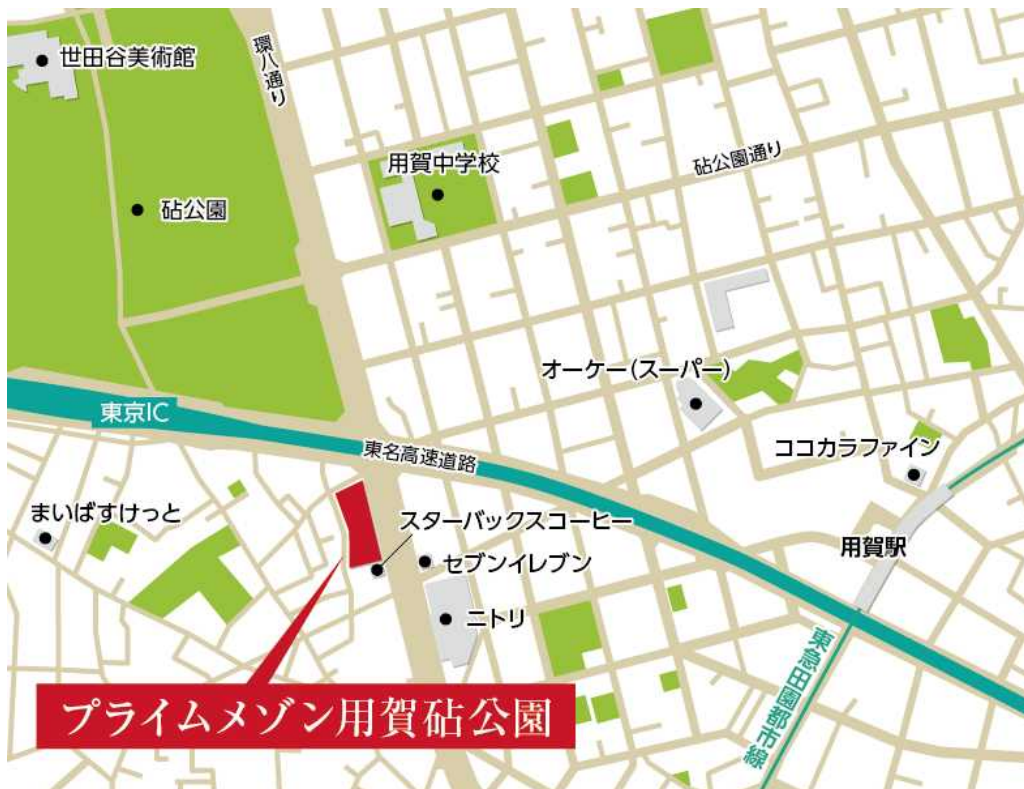 世田谷美術館
環八通り
用賀中学校
砧公園通り
砧公園
オーケー(スーパー)
東京IC
東名高速道路
ココカラファイン
まいばすけっと
スターバックスコーヒー
用賀駅
セブンイレブン
ニトリ
東急田園都市線
プライムメゾン用賀砧公園